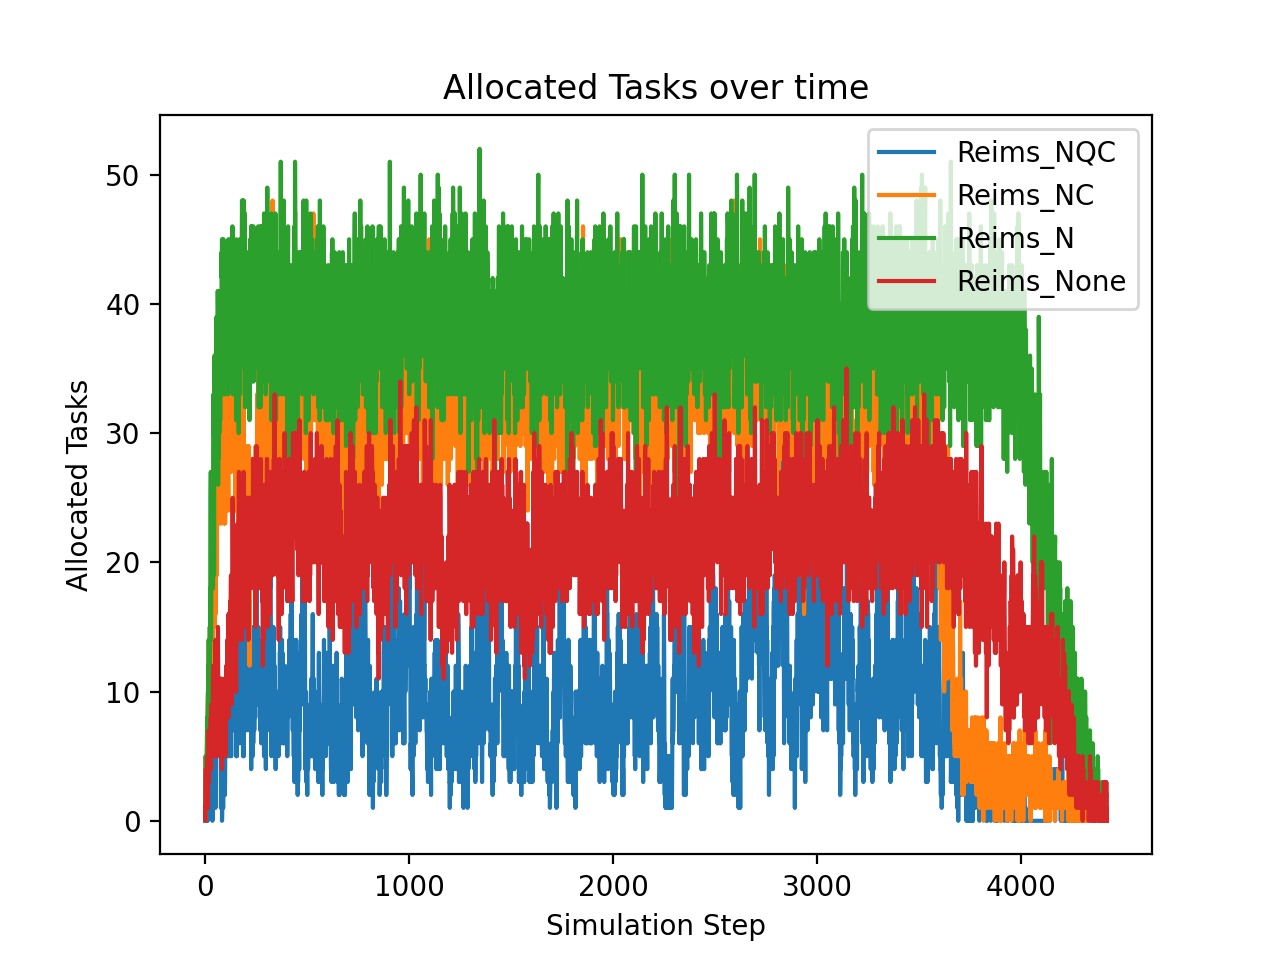 Allocated Tasks over time
Reims_NQC
Reims_NC
Reims_N
Reims_None
Allocated Tasks
50
40
30
20
10
0
0 1000 2000 3000 4000
Simulation Step